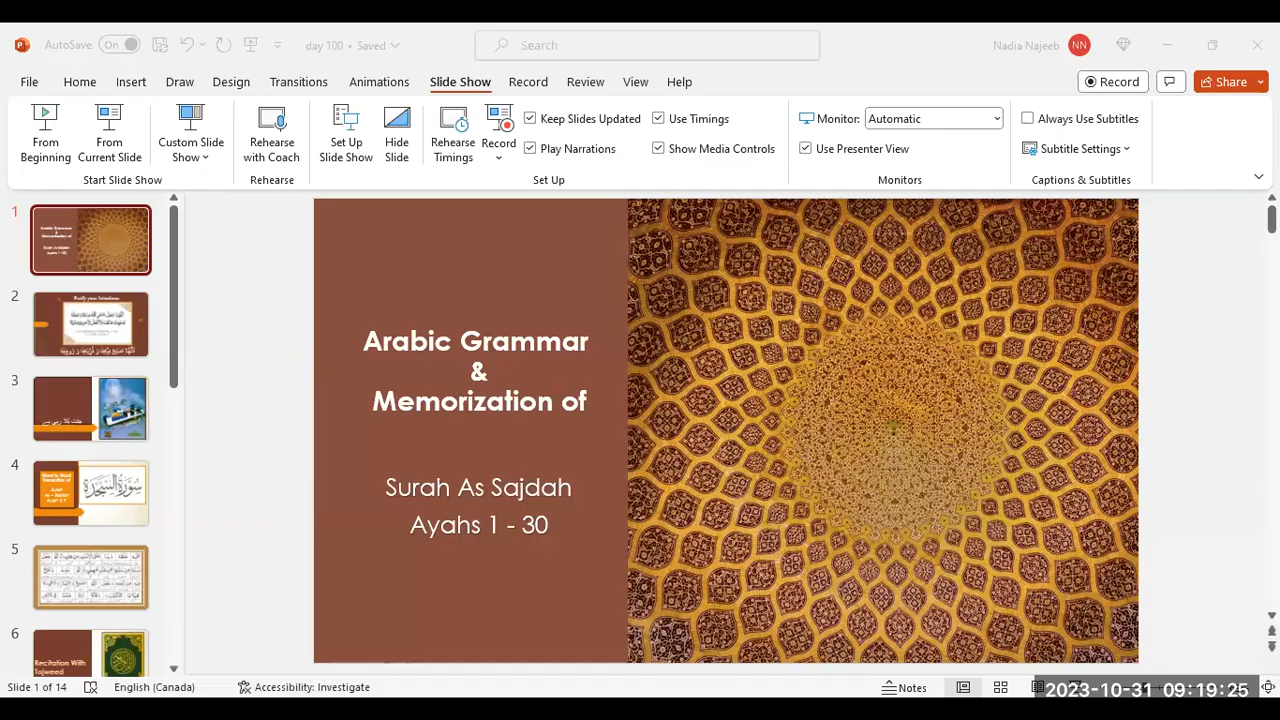 AutoSave On day 100 • Saved Search Nadia Najeeb NN
File Home Insert Draw Design Transitions Animations Slide Show Record Review View Help Record Share
From Beginning
From Current Slide
Custom Slide Show
Start Slide Show
Rehearse with Coach
Rehearse
Set Up Slide Show
Hide Slide
Rehearse Timings
Record
Keep Slides Updated
Play Narrations
Use Timings
Show Media Controls
Set Up
Monitor: Automatic
Use Presenter View
Monitors
Always Use Subtitles
Subtitle Settings
Captions & Subtitles
1
2
3
4
5
6
Arabic Grammar
&
Memorization of
Surah As Sajdah
Ayahs 1 - 30
سورة السجدة
Recitation With
Tajweed
Slide 1 of 14 English (Canada) Accessibility: Investigate Notes
2023-10-31 09:19:25